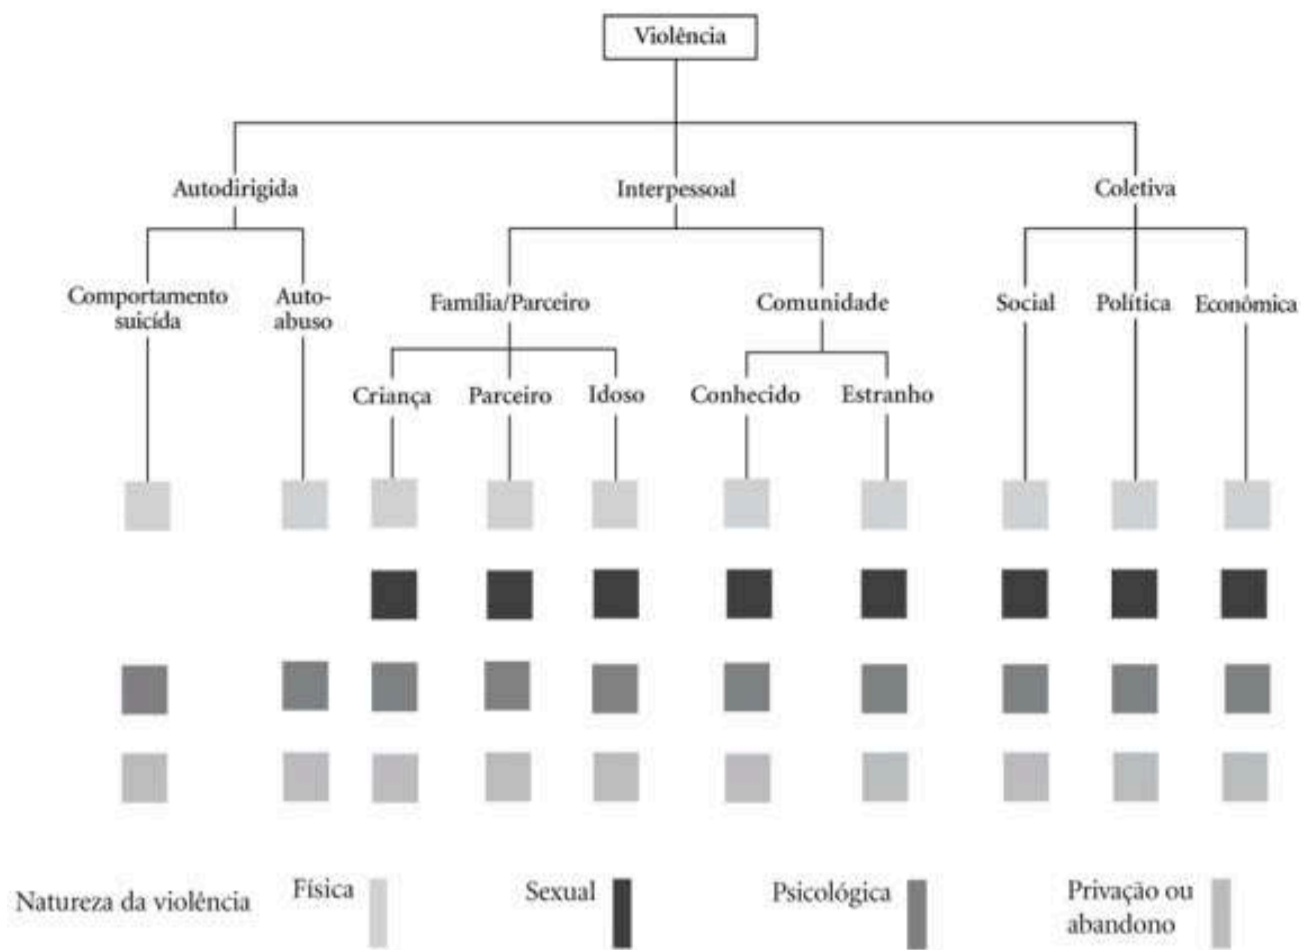 Violência
Autodirigida
Interpessoal
Coletiva
Comportamento
suicída
Auto-
abuso
Família/Parceiro
Comunidade
Social
Política
Econômica
Criança
Parceiro
Idoso
Conhecido
Estranho
Natureza da violência
Física
Sexual
Psicológica
Privação ou
abandono